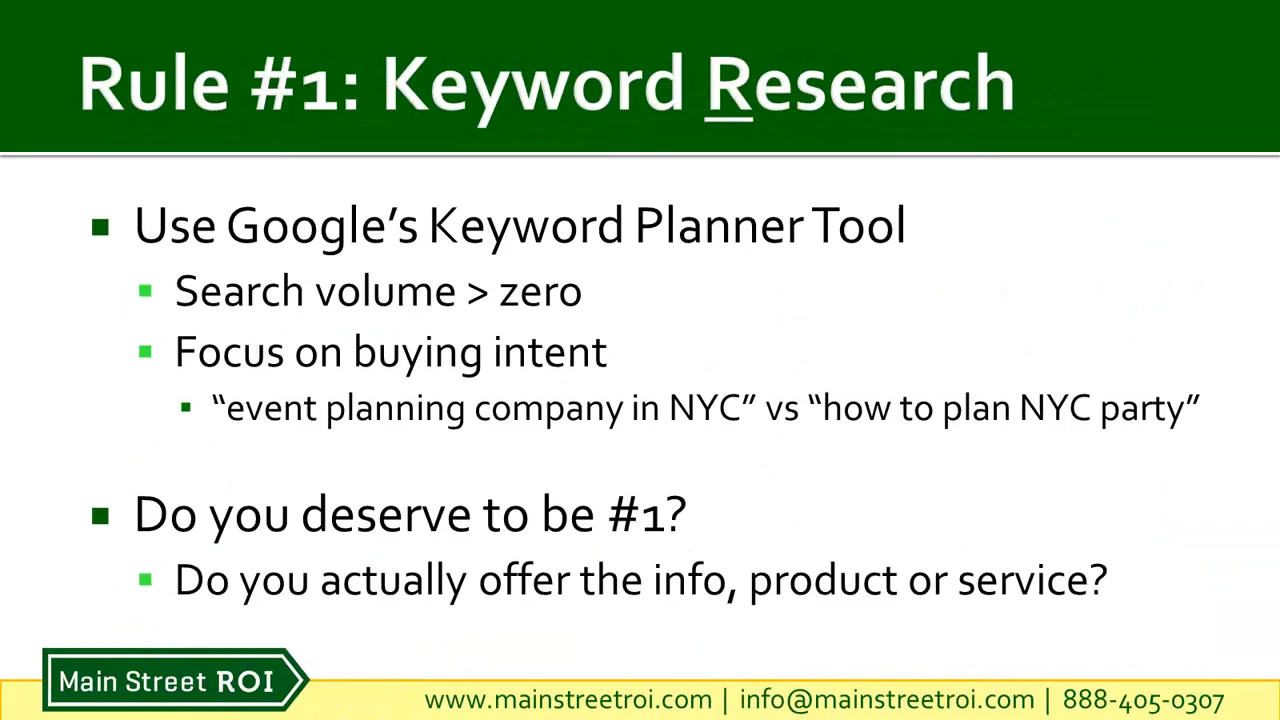 Rule #1: Keyword Research
Use Google’s Keyword Planner Tool
Search volume > zero
Focus on buying intent
“event planning company in NYC” vs “how to plan NYC party”
Do you deserve to be #1?
Do you actually offer the info, product or service?
Main Street ROI
www.mainstreetroi.com | info@mainstreetroi.com | 888-405-0307